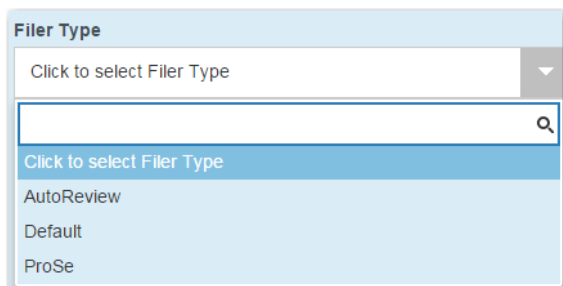 Filer Type
Click to select Filer Type
Click to select Filer Type
AutoReview
Default
ProSe